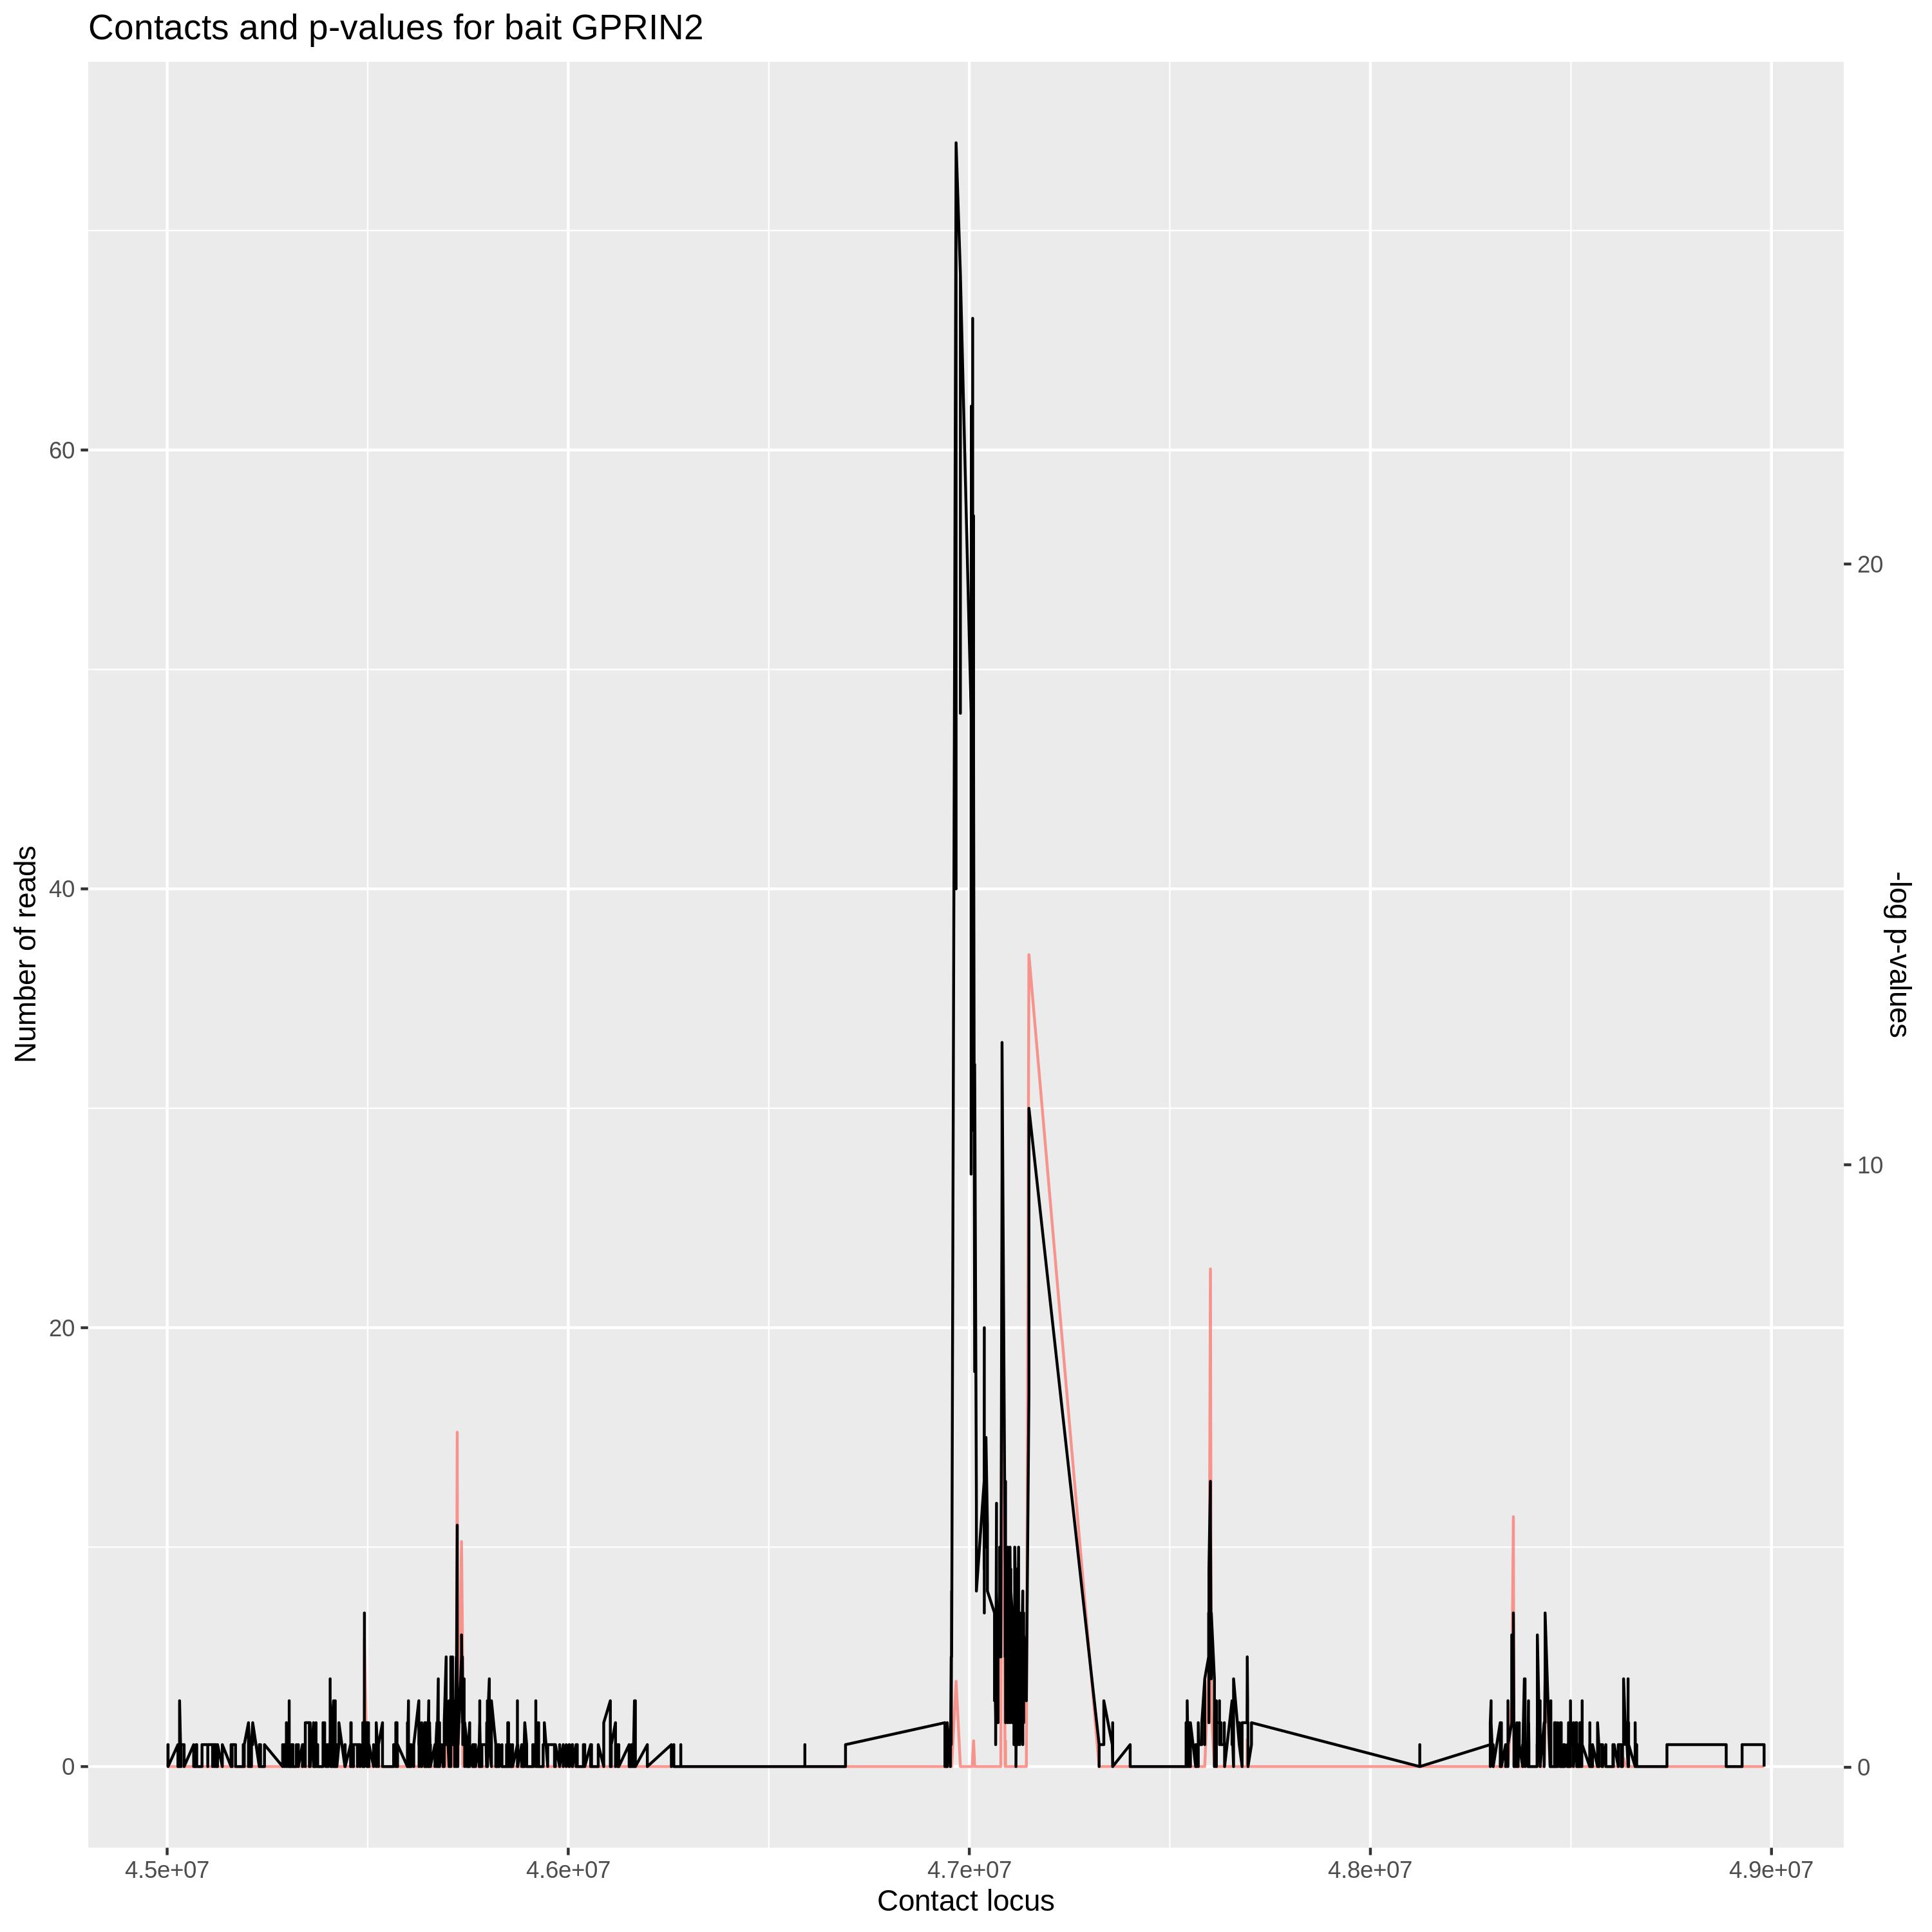 Contacts and p-values for bait GPRIN2
Number of reads
60
40
20
0
20
10
0
-log p-values
4.5e+07
4.6e+07
4.7e+07
4.8e+07
4.9e+07
Contact locus